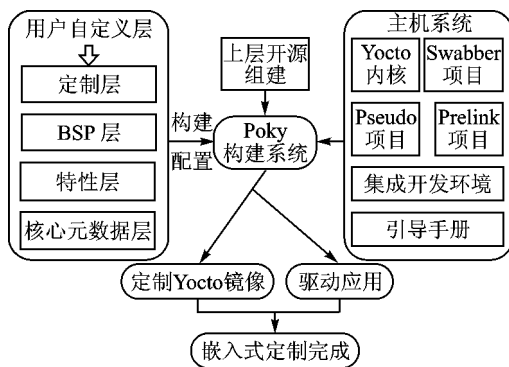 用户自定义层
定制层
BSP 层
特性层
核心元数据层
构建
配置
上层开源
组建
Poky
构建系统
主机系统
Yocto
内核
Swabber
项目
Pseudo
项目
Prelink
项目
集成开发环境
引导手册
定制Yocto镜像
驱动应用
嵌入式定制完成